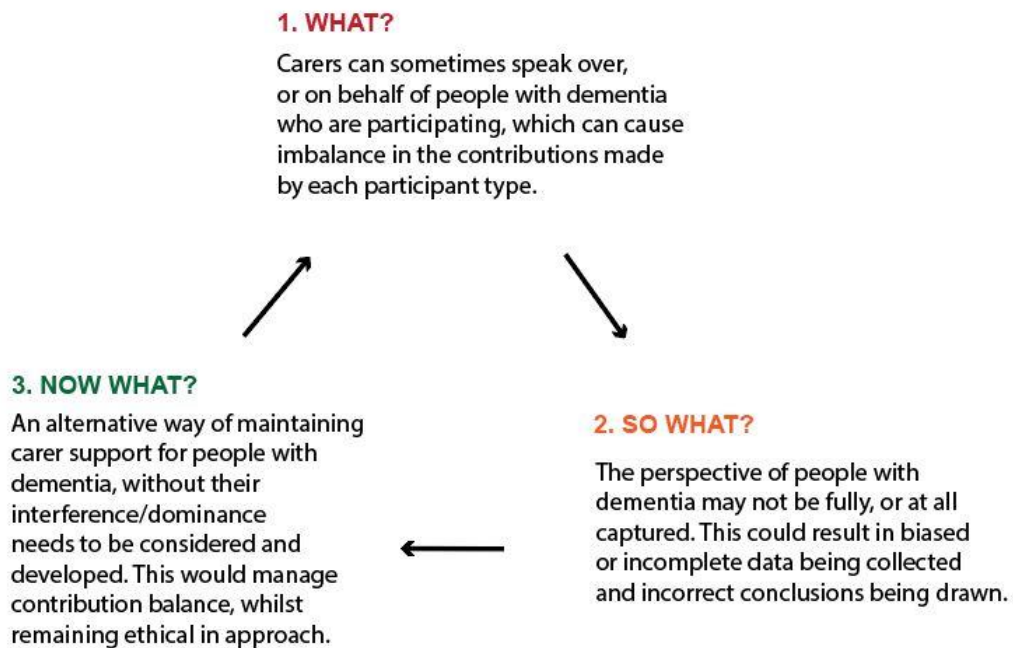 1. WHAT?
Carers can sometimes speak over,
or on behalf of people with dementia
who are participating, which can cause
imbalance in the contributions made
by each participant type.
2. SO WHAT?
The perspective of people with
dementia may not be fully, or at all
captured. This could result in biased
or incomplete data being collected
and incorrect conclusions being drawn.
3. NOW WHAT?
An alternative way of maintaining
carer support for people with
dementia, without their
interference/dominance
needs to be considered and
developed. This would manage
contribution balance, whilst
remaining ethical in approach.